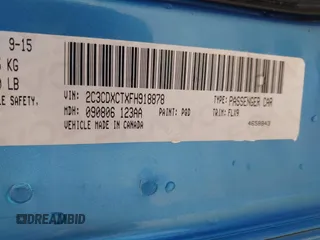 9-15
KG
LB
LE SAFETY.
VIN: 2C3CDXCTXFH918878
TYPE: PASSENGER CAR
MDH: 090806 123AA
PAINT: PQD
TRIM: FLX9
VEHICLE MADE IN CANADA
DREAMBID